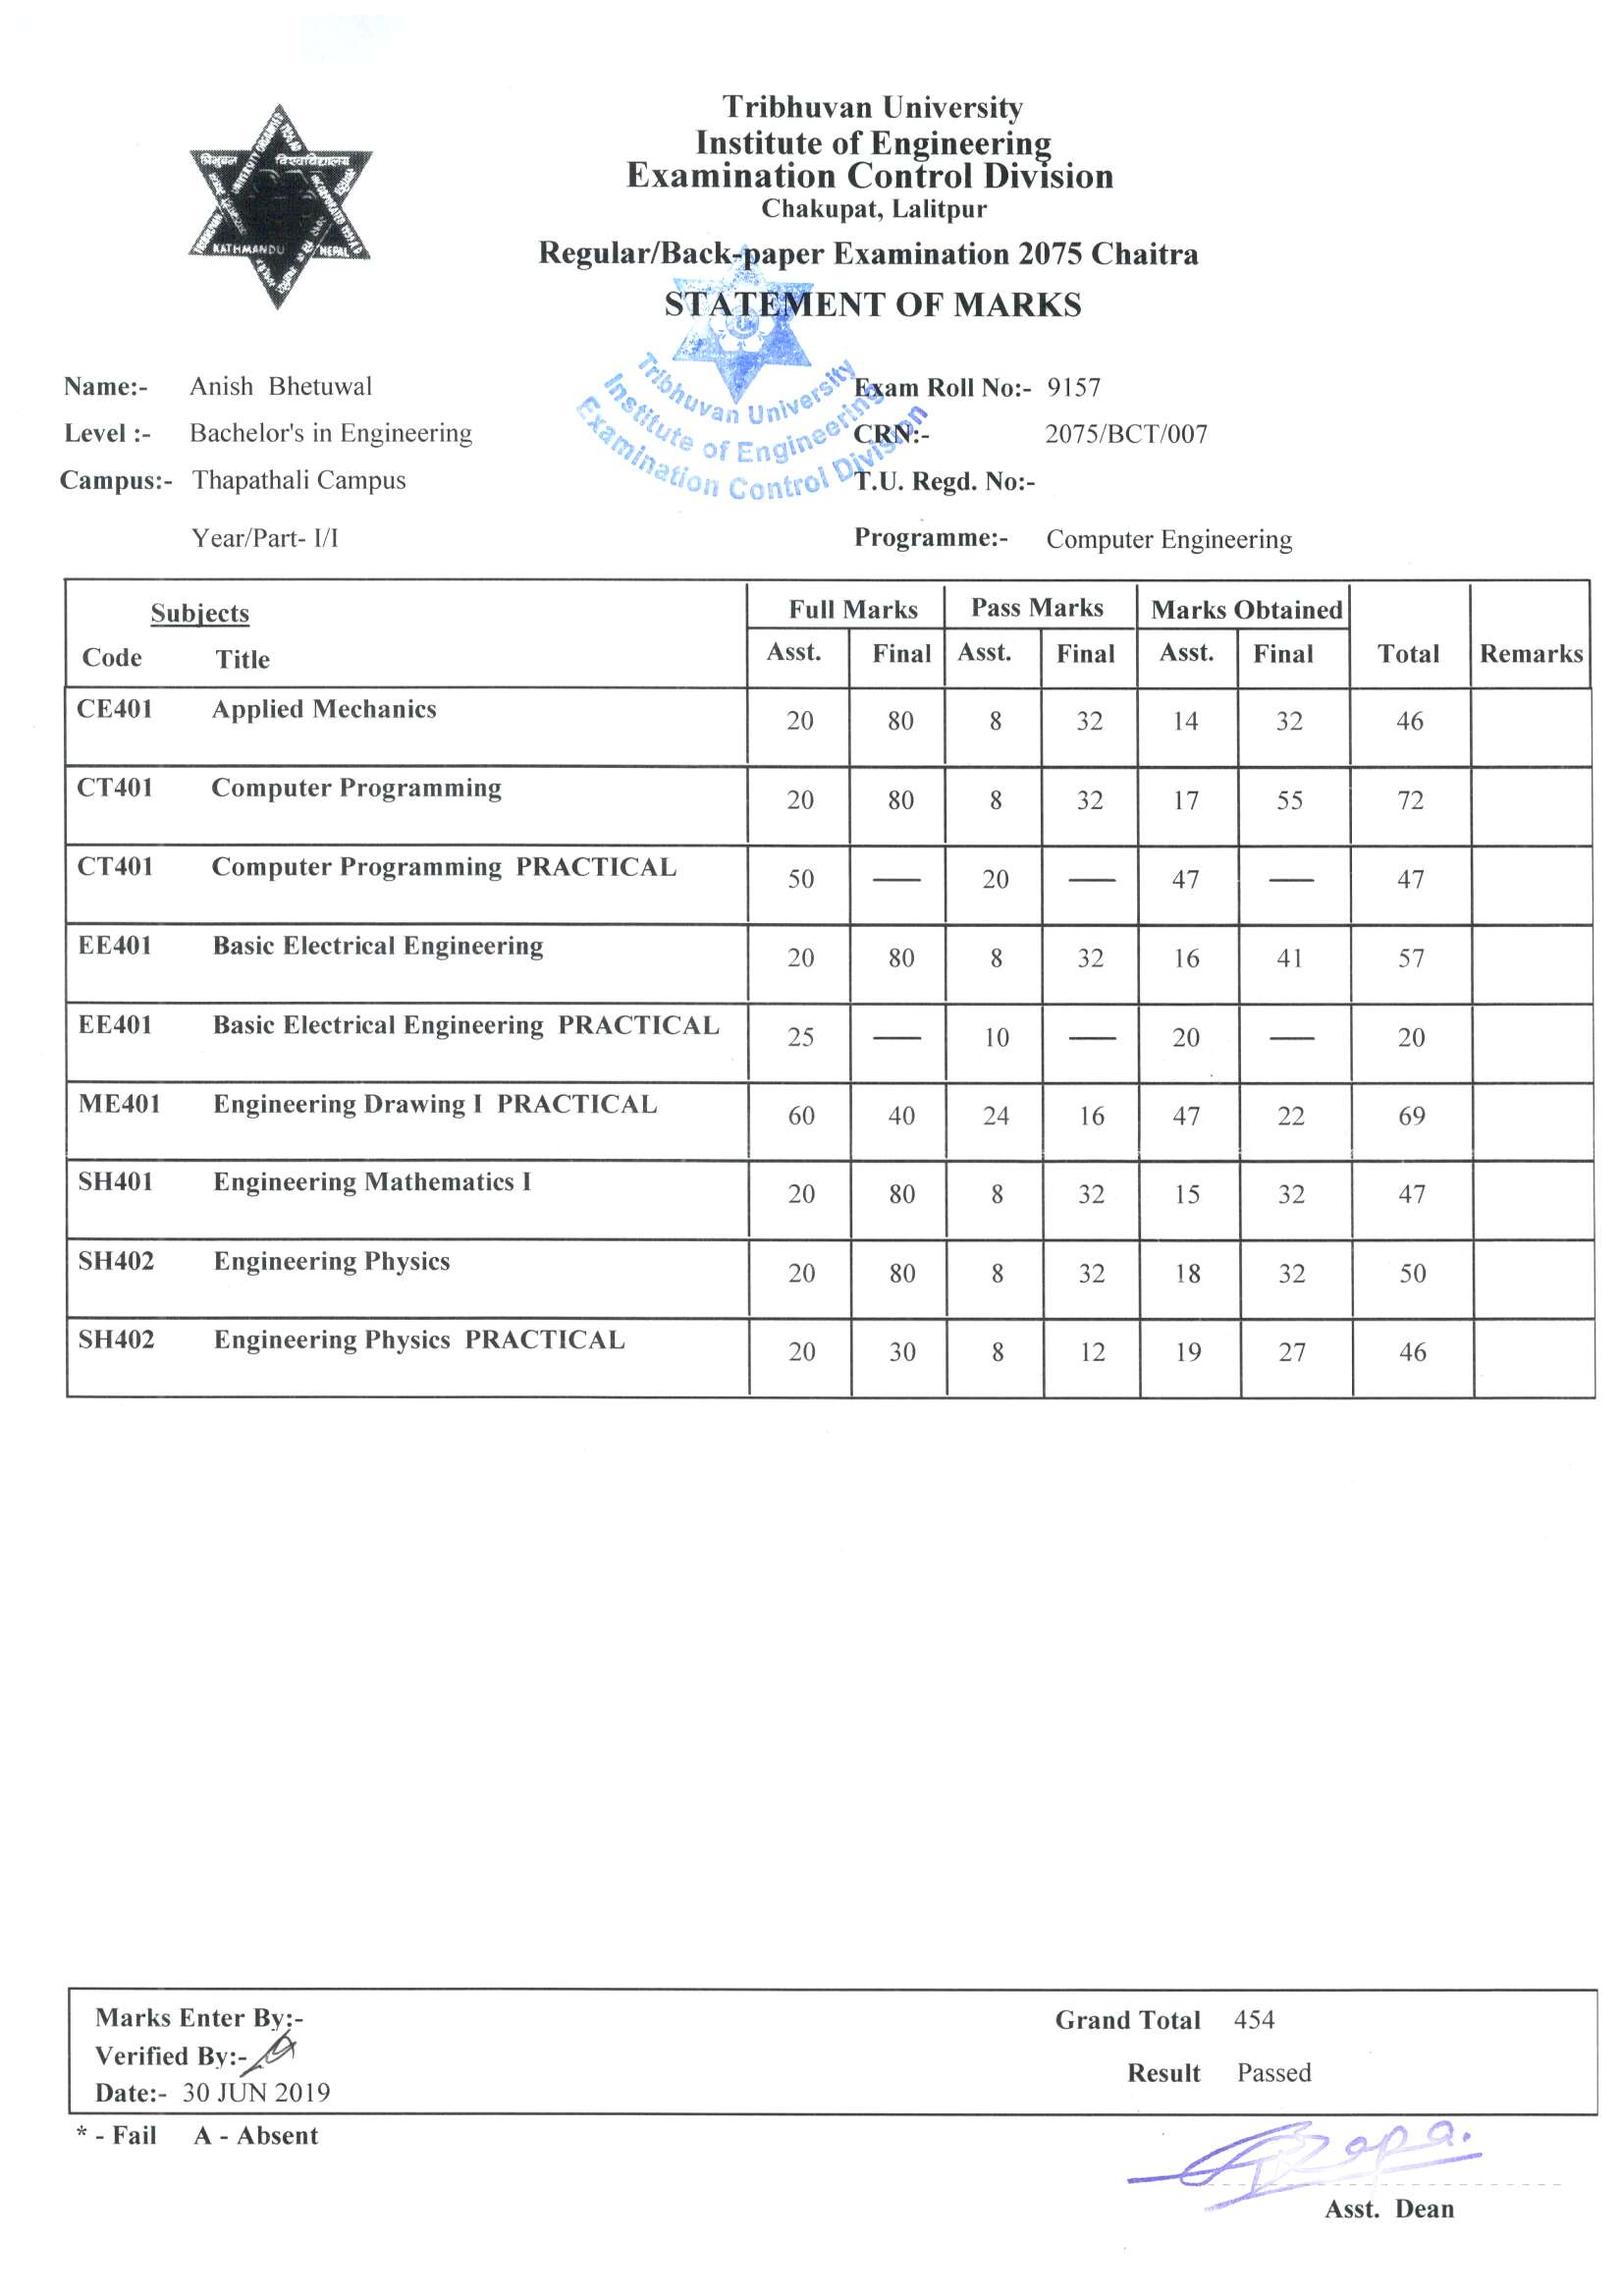 Tribhuvan University
Institute of Engineering
Examination Control Division
Chakupat, Lalitpur
Regular/Back-paper Examination 2075 Chaitra
STATEMENT OF MARKS
त्रिभुवन विश्वविद्यालय
KATHMANDU NEPAL
Tribhuvan University
Institute of Engineering
Examination Control Division
Name:- Anish Bhetuwal Exam Roll No:- 9157
Level :- Bachelor's in Engineering CRN:- 2075/BCT/007
Campus:- Thapathali Campus T.U. Regd. No:-
Year/Part- I/I Programme:- Computer Engineering
Subjects Full Marks Pass Marks Marks Obtained
Code Title Asst. Final Asst. Final Asst. Final Total Remarks
CE401 Applied Mechanics 20 80 8 32 14 32 46
CT401 Computer Programming 20 80 8 32 17 55 72
CT401 Computer Programming PRACTICAL 50 — 20 — 47 — 47
EE401 Basic Electrical Engineering 20 80 8 32 16 41 57
EE401 Basic Electrical Engineering PRACTICAL 25 — 10 — 20 — 20
ME401 Engineering Drawing I PRACTICAL 60 40 24 16 47 22 69
SH401 Engineering Mathematics I 20 80 8 32 15 32 47
SH402 Engineering Physics 20 80 8 32 18 32 50
SH402 Engineering Physics PRACTICAL 20 30 8 12 19 27 46
Marks Enter By:- Grand Total 454
Verified By:-
Date:- 30 JUN 2019 Result Passed
* - Fail A - Absent
Asst. Dean